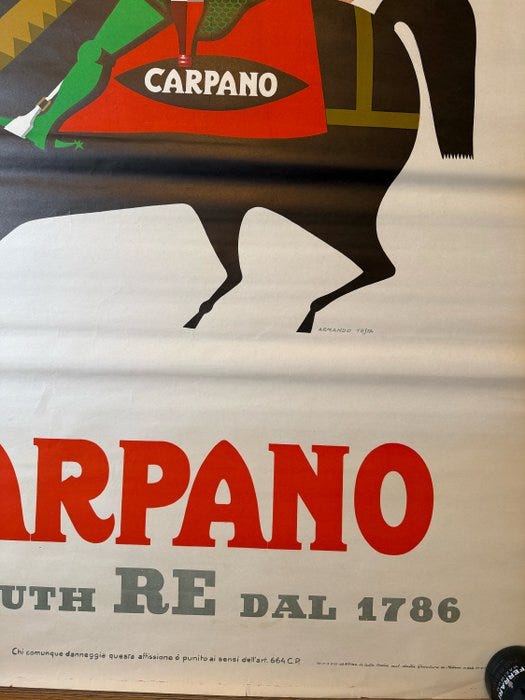 CARPANO
ARMANDO TESTA
ARPANO
UTH RE DAL 1786
Chi comunque danneggie questa affissione é punito ai sensi dell'art. 664 C.P.
FERRA